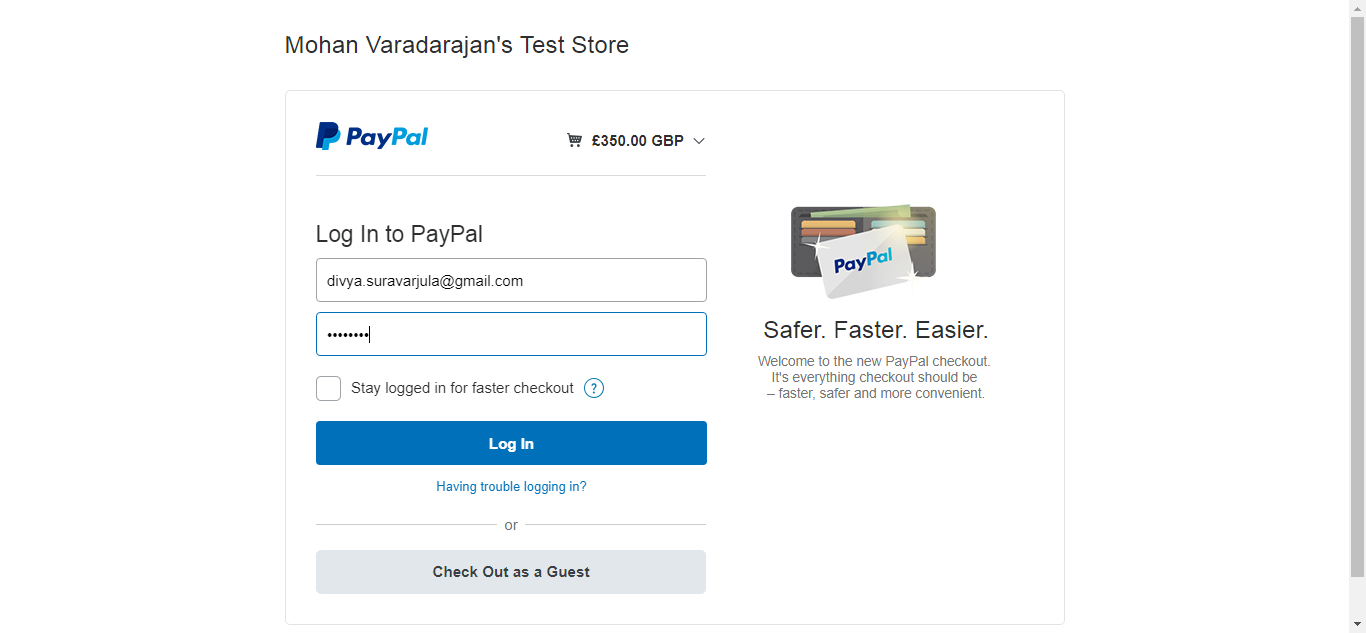 Mohan Varadarajan's Test Store
PayPal
£350.00 GBP
Log In to PayPal
divya.suravarjula@gmail.com
••••••••
Stay logged in for faster checkout ?
Log In
Having trouble logging in?
or
Check Out as a Guest
PayPal
Safer. Faster. Easier.
Welcome to the new PayPal checkout.
It's everything checkout should be
– faster, safer and more convenient.